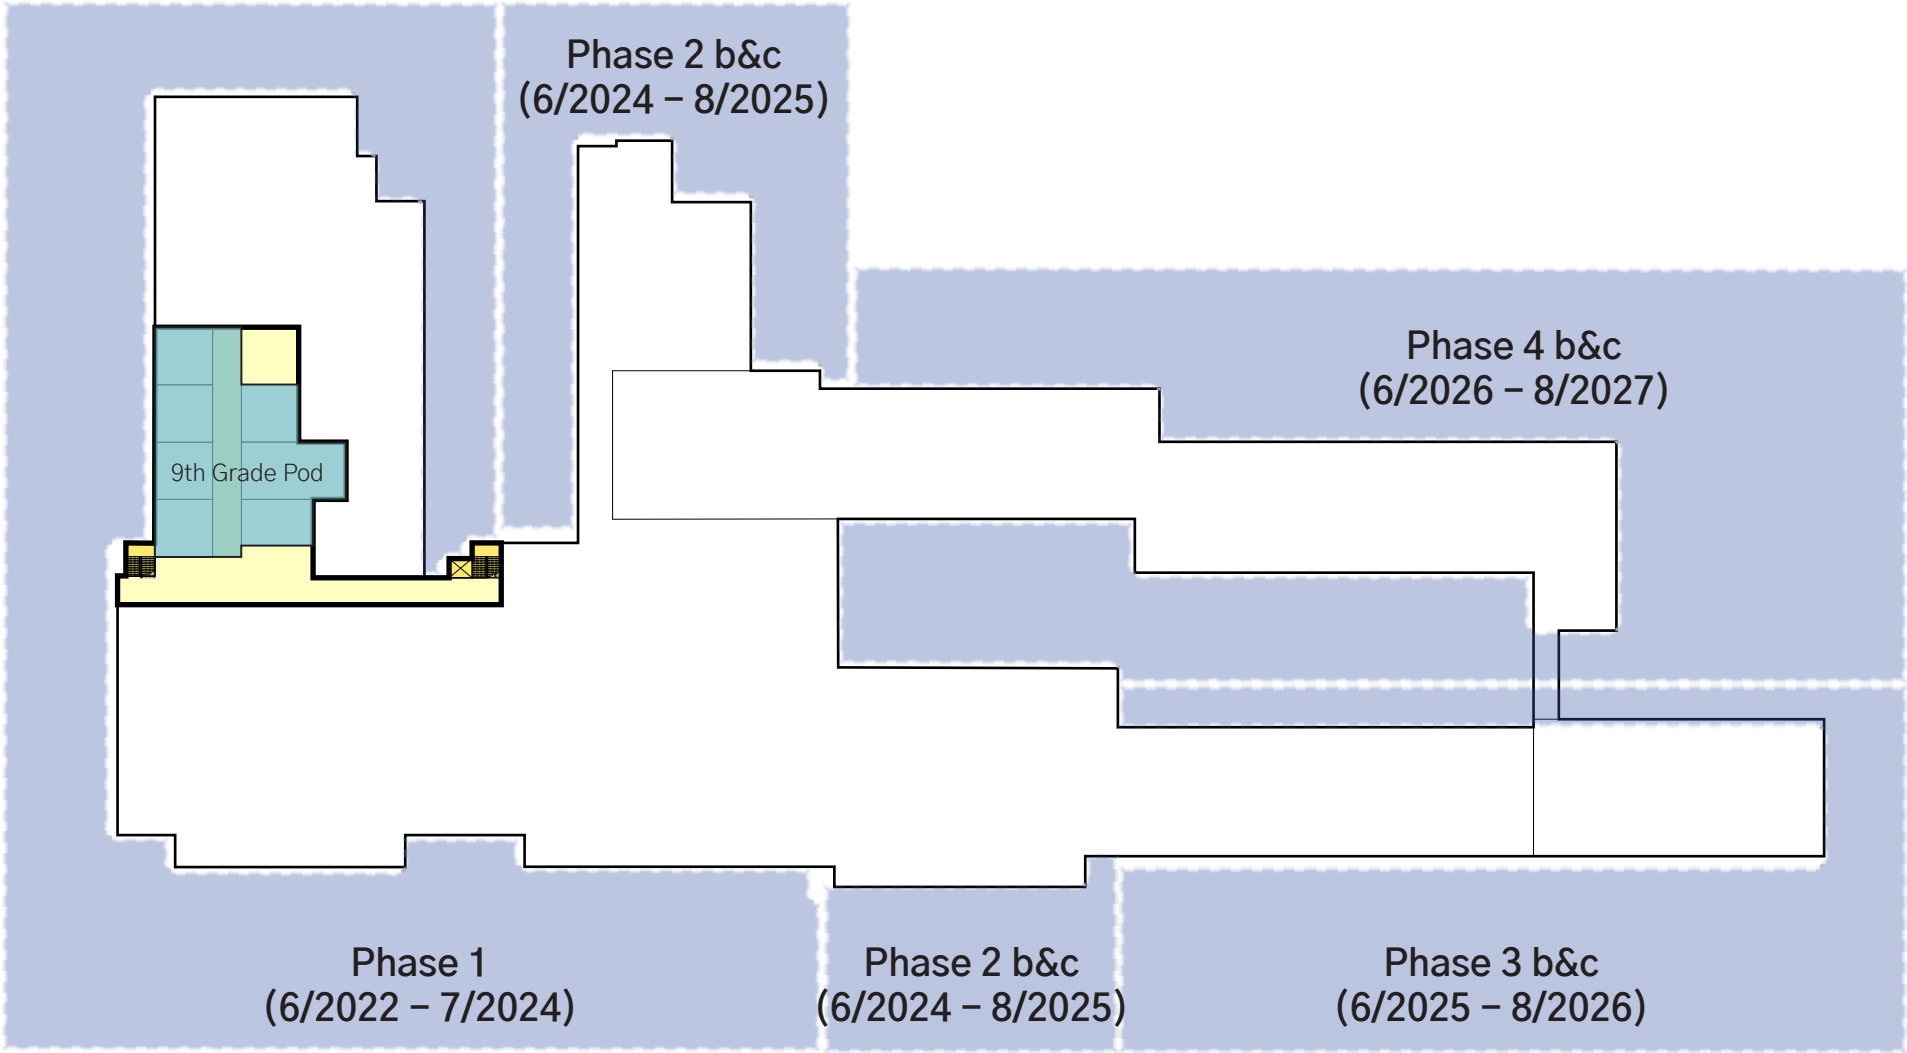 Phase 2 b&c
(6/2024 – 8/2025)
Phase 4 b&c
(6/2026 – 8/2027)
9th Grade Pod
Phase 1
(6/2022 – 7/2024)
Phase 2 b&c
(6/2024 – 8/2025)
Phase 3 b&c
(6/2025 – 8/2026)